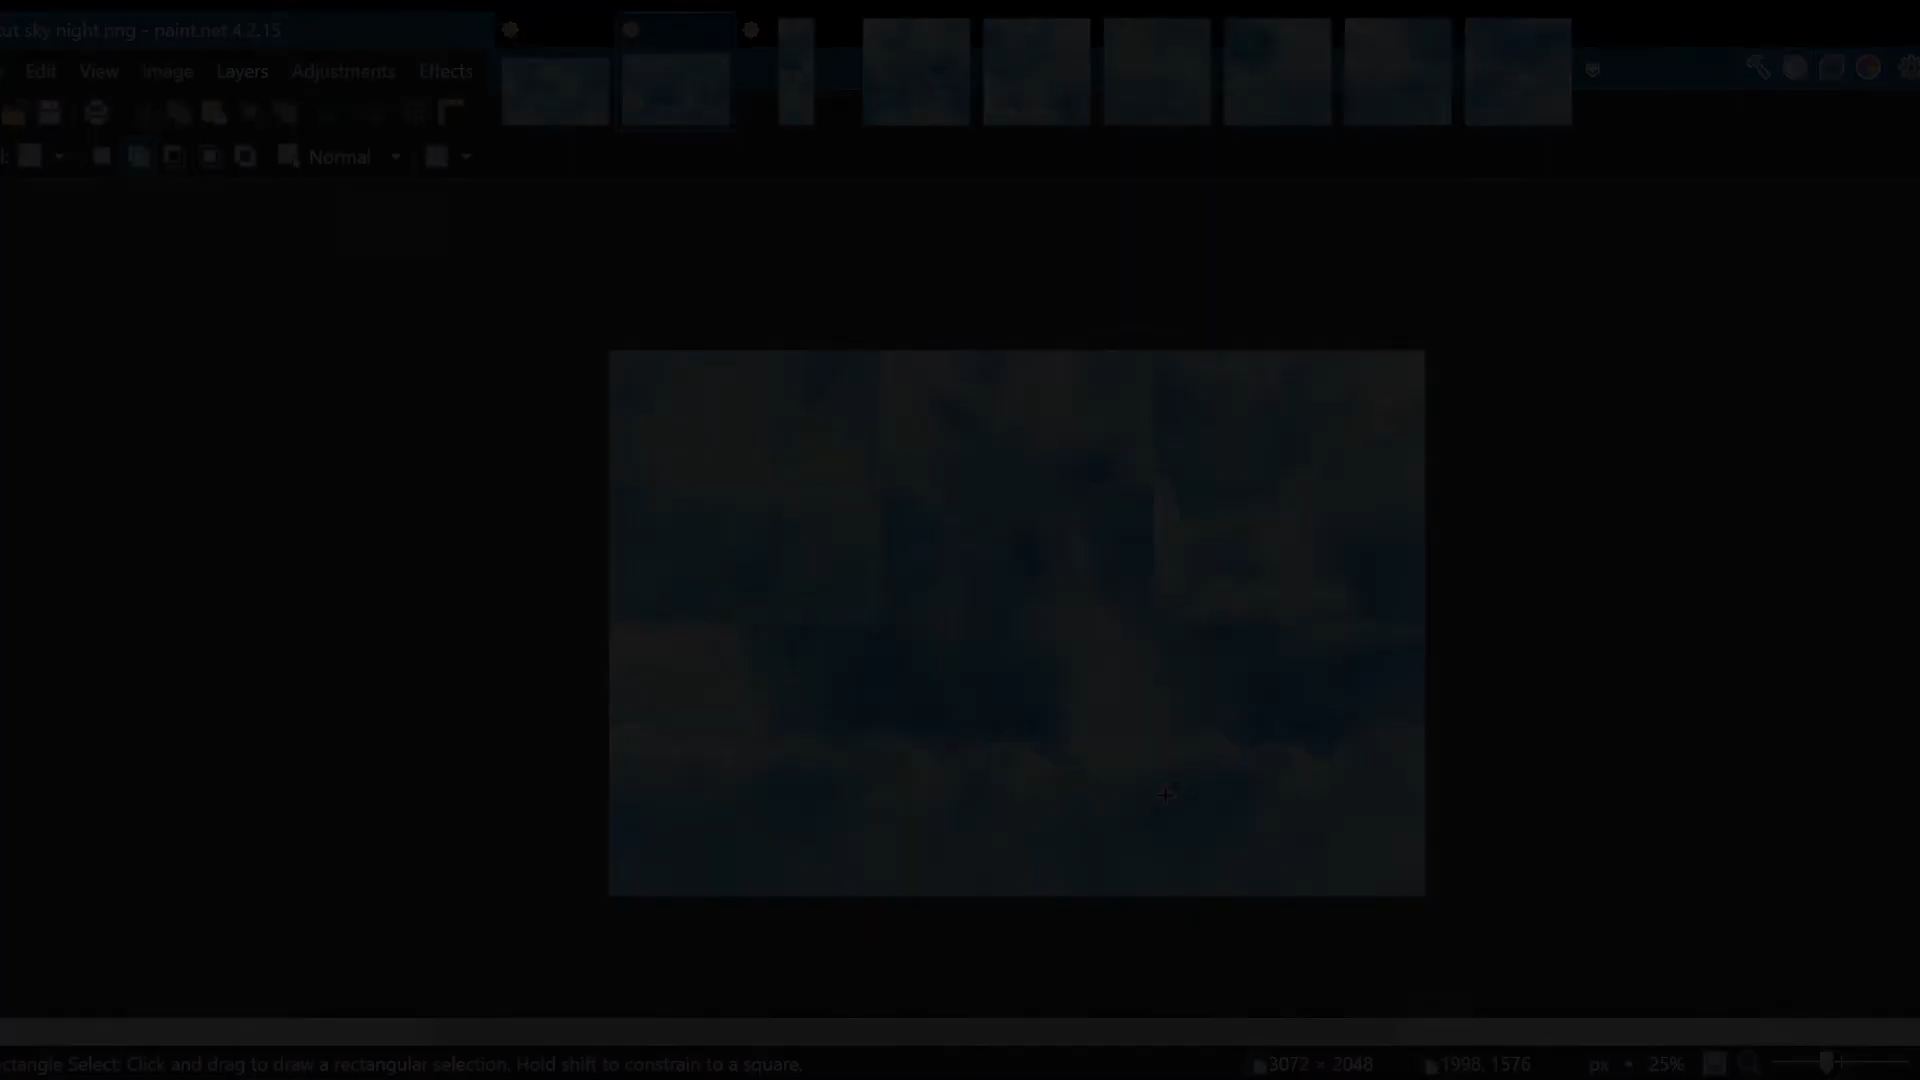 ut sky night png - paint.net 4.2.15
Edit View Image Layers Adjustments Effects
Normal
ctangle Select: Click and drag to draw a rectangular selection. Hold shift to constrain to a square.
3072 × 2048
1998, 1576
px
25%